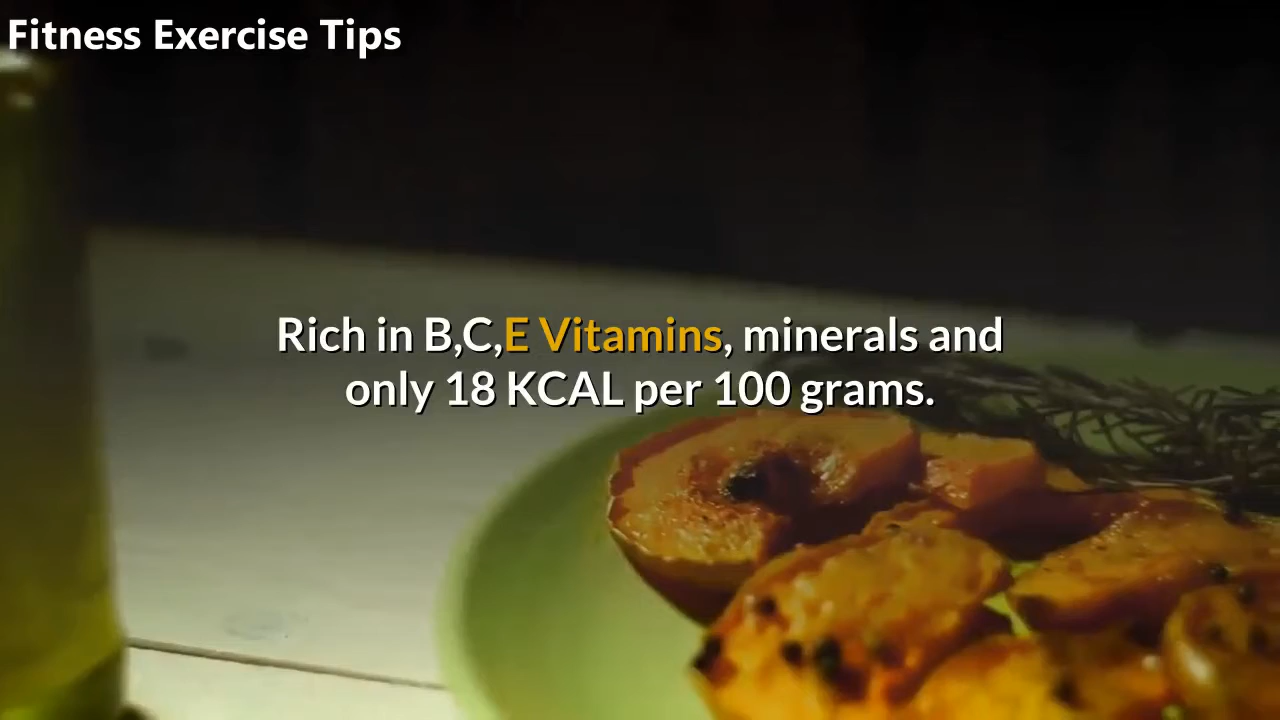 Fitness Exercise Tips
Rich in B,C,E Vitamins, minerals and
only 18 KCAL per 100 grams.